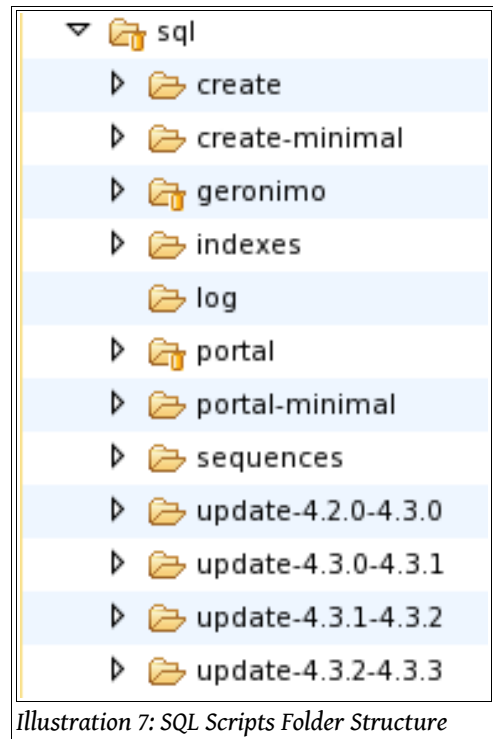 sql
create
create-minimal
geronimo
indexes
log
portal
portal-minimal
sequences
update-4.2.0-4.3.0
update-4.3.0-4.3.1
update-4.3.1-4.3.2
update-4.3.2-4.3.3
Illustration 7: SQL Scripts Folder Structure